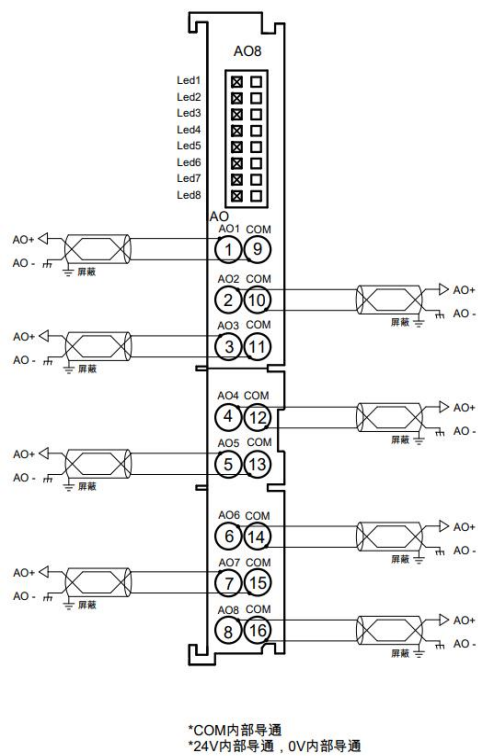 AO8
Led1
Led2
Led3
Led4
Led5
Led6
Led7
Led8
AO
AO1 COM
AO+ 1 9
AO - 屏蔽
AO2 COM
2 10 AO+
屏蔽 AO -
AO3 COM
AO+ 3 11
AO - 屏蔽
AO4 COM
4 12 AO+
屏蔽 AO -
AO5 COM
AO+ 5 13
AO - 屏蔽
AO6 COM
6 14 AO+
屏蔽 AO -
AO7 COM
AO+ 7 15
AO - 屏蔽
AO8 COM
8 16 AO+
屏蔽 AO -
*COM内部导通
*24V内部导通，0V内部导通